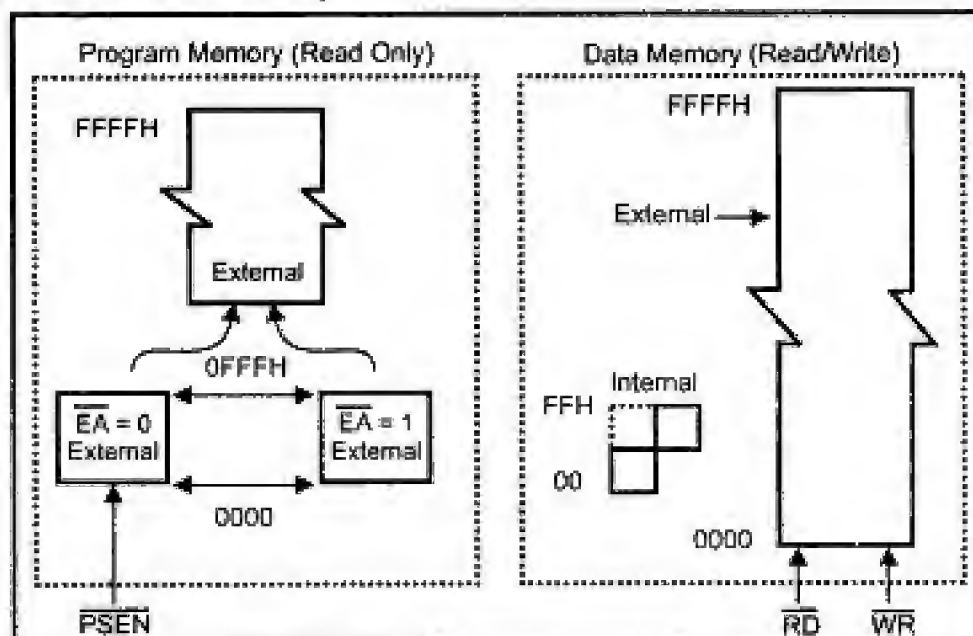 Program Memory (Read Only)
FFFFH
External
0FFFH
EA = 0
External
EA = 1
External
0000
PSEN
Data Memory (Read/Write)
FFFFH
External
Internal
FFH
00
0000
RD
WR